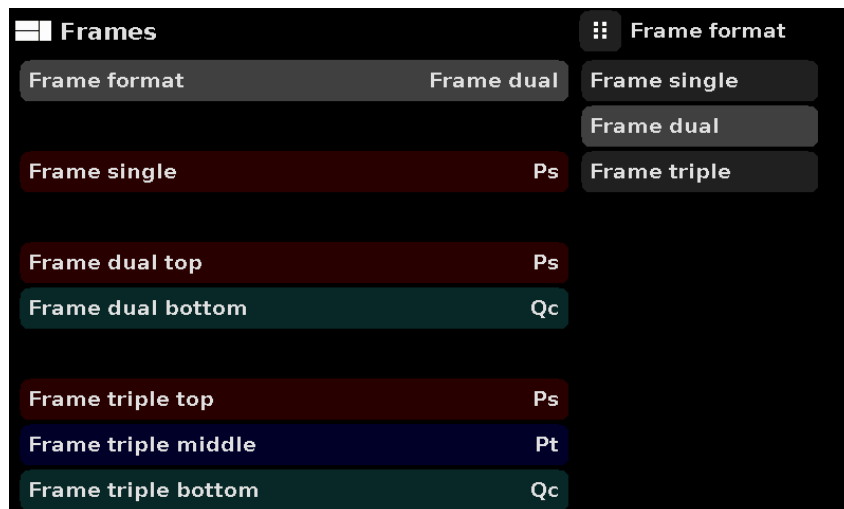 Frames
Frame format Frame dual
Frame single Ps
Frame dual top Ps
Frame dual bottom Qc
Frame triple top Ps
Frame triple middle Pt
Frame triple bottom Qc
Frame format
Frame single
Frame dual
Frame triple